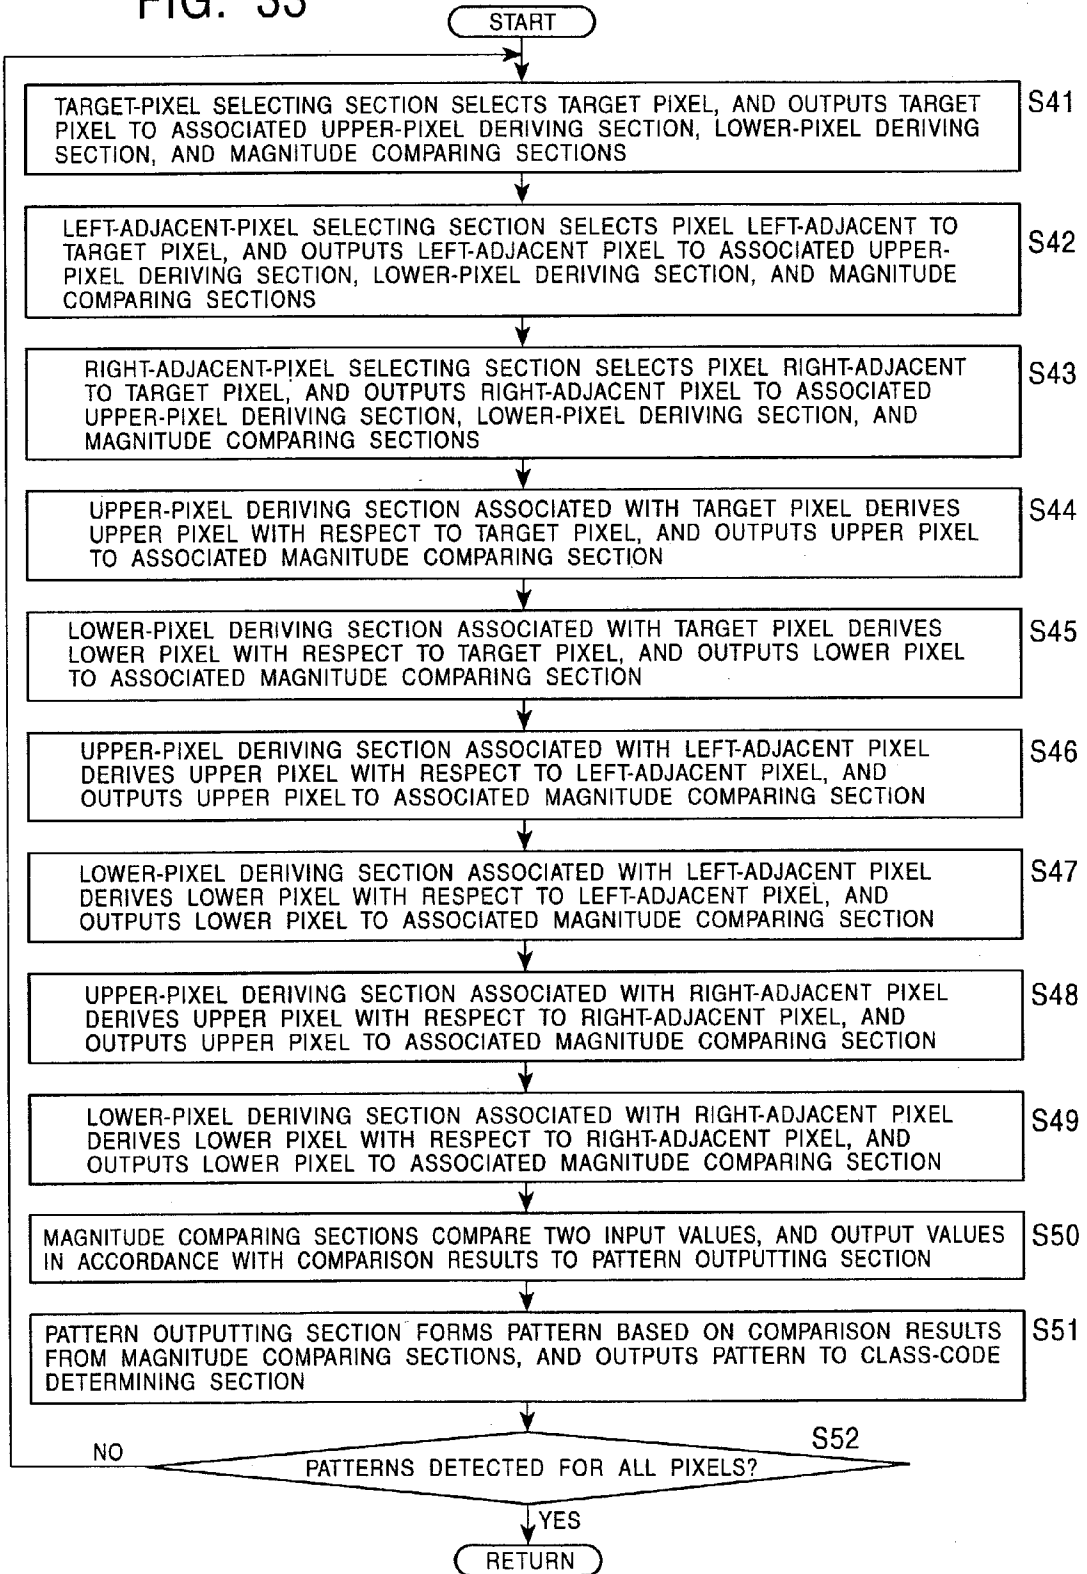 FIG. 33
START
TARGET-PIXEL SELECTING SECTION SELECTS TARGET PIXEL, AND OUTPUTS TARGET
PIXEL TO ASSOCIATED UPPER-PIXEL DERIVING SECTION, LOWER-PIXEL DERIVING
SECTION, AND MAGNITUDE COMPARING SECTIONS
S41
LEFT-ADJACENT-PIXEL SELECTING SECTION SELECTS PIXEL LEFT-ADJACENT TO
TARGET PIXEL, AND OUTPUTS LEFT-ADJACENT PIXEL TO ASSOCIATED UPPER-
PIXEL DERIVING SECTION, LOWER-PIXEL DERIVING SECTION, AND MAGNITUDE
COMPARING SECTIONS
S42
RIGHT-ADJACENT-PIXEL SELECTING SECTION SELECTS PIXEL RIGHT-ADJACENT
TO TARGET PIXEL, AND OUTPUTS RIGHT-ADJACENT PIXEL TO ASSOCIATED
UPPER-PIXEL DERIVING SECTION, LOWER-PIXEL DERIVING SECTION, AND
MAGNITUDE COMPARING SECTIONS
S43
UPPER-PIXEL DERIVING SECTION ASSOCIATED WITH TARGET PIXEL DERIVES
UPPER PIXEL WITH RESPECT TO TARGET PIXEL, AND OUTPUTS UPPER PIXEL
TO ASSOCIATED MAGNITUDE COMPARING SECTION
S44
LOWER-PIXEL DERIVING SECTION ASSOCIATED WITH TARGET PIXEL DERIVES
LOWER PIXEL WITH RESPECT TO TARGET PIXEL, AND OUTPUTS LOWER PIXEL
TO ASSOCIATED MAGNITUDE COMPARING SECTION
S45
UPPER-PIXEL DERIVING SECTION ASSOCIATED WITH LEFT-ADJACENT PIXEL
DERIVES UPPER PIXEL WITH RESPECT TO LEFT-ADJACENT PIXEL, AND
OUTPUTS UPPER PIXEL TO ASSOCIATED MAGNITUDE COMPARING SECTION
S46
LOWER-PIXEL DERIVING SECTION ASSOCIATED WITH LEFT-ADJACENT PIXEL
DERIVES LOWER PIXEL WITH RESPECT TO LEFT-ADJACENT PIXEL, AND
OUTPUTS LOWER PIXEL TO ASSOCIATED MAGNITUDE COMPARING SECTION
S47
UPPER-PIXEL DERIVING SECTION ASSOCIATED WITH RIGHT-ADJACENT PIXEL
DERIVES UPPER PIXEL WITH RESPECT TO RIGHT-ADJACENT PIXEL, AND
OUTPUTS UPPER PIXEL TO ASSOCIATED MAGNITUDE COMPARING SECTION
S48
LOWER-PIXEL DERIVING SECTION ASSOCIATED WITH RIGHT-ADJACENT PIXEL
DERIVES LOWER PIXEL WITH RESPECT TO RIGHT-ADJACENT PIXEL, AND
OUTPUTS LOWER PIXEL TO ASSOCIATED MAGNITUDE COMPARING SECTION
S49
MAGNITUDE COMPARING SECTIONS COMPARE TWO INPUT VALUES, AND OUTPUT VALUES
IN ACCORDANCE WITH COMPARISON RESULTS TO PATTERN OUTPUTTING SECTION
S50
PATTERN OUTPUTTING SECTION FORMS PATTERN BASED ON COMPARISON RESULTS
FROM MAGNITUDE COMPARING SECTIONS, AND OUTPUTS PATTERN TO CLASS-CODE
DETERMINING SECTION
S51
S52
NO
PATTERNS DETECTED FOR ALL PIXELS?
YES
RETURN